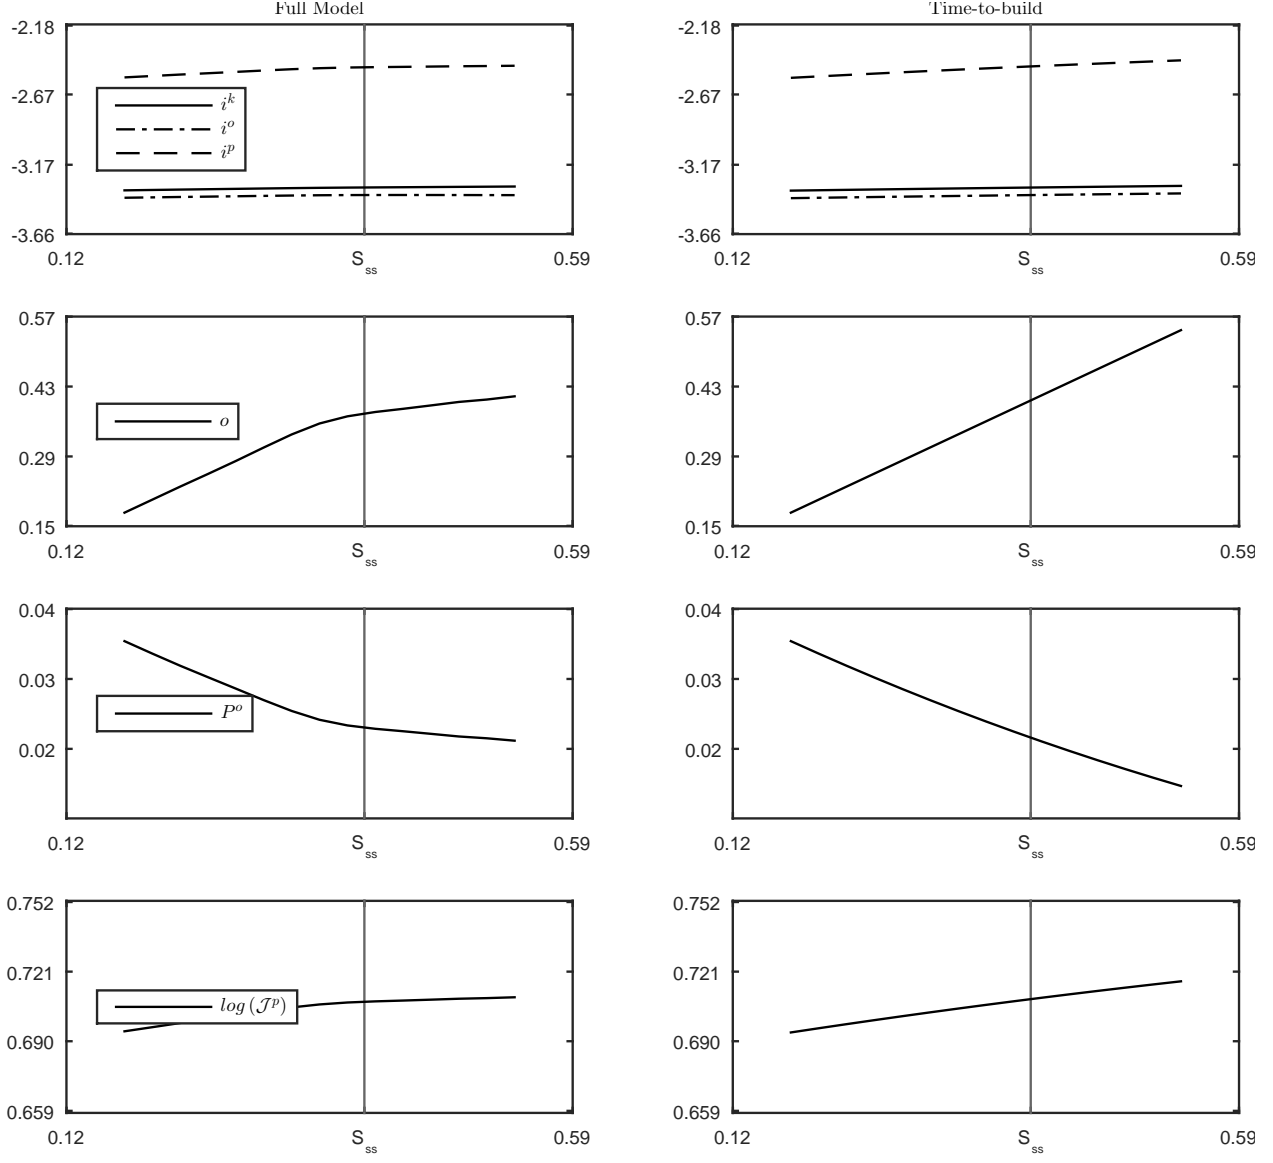 Full Model
-2.18
-2.67
-3.17
-3.66
i^k
i^o
i^p
0.12
S_ss
0.59
Time-to-build
-2.18
-2.67
-3.17
-3.66
0.12
S_ss
0.59
0.57
0.43
0.29
0.15
o
0.12
S_ss
0.59
0.57
0.43
0.29
0.15
0.12
S_ss
0.59
0.04
0.03
0.02
P^o
0.12
S_ss
0.59
0.04
0.03
0.02
0.12
S_ss
0.59
0.752
0.721
0.690
0.659
log (𝒥^p)
0.12
S_ss
0.59
0.752
0.721
0.690
0.659
0.12
S_ss
0.59